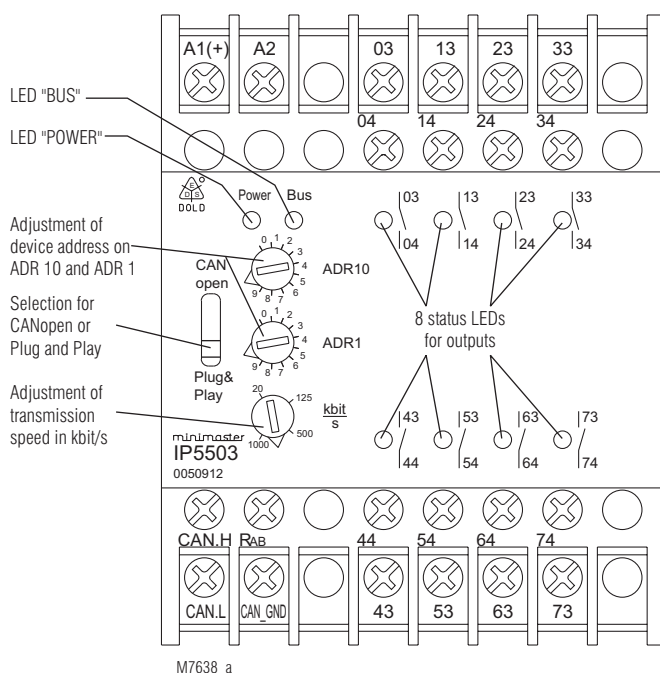 A1(+) A2 03 13 23 33
04 14 24 34
LED "BUS"
LED "POWER"
E D S
DOLD
Power Bus
03 13 23 33
04 14 24 34
Adjustment of
device address on
ADR 10 and ADR 1
0 1 2 3 4 5 6 7 8 9
ADR10
CAN
open
Selection for
CANopen or
Plug and Play
0 1 2 3 4 5 6 7 8 9
ADR1
8 status LEDs
for outputs
Plug&
Play
Adjustment of
transmission
speed in kbit/s
20 125
500
1000
kbit
s
43 53 63 73
44 54 64 74
minimaster
IP5503
0050912
CAN.H RAB 44 54 64 74
CAN.L CAN_GND 43 53 63 73
M7638_a